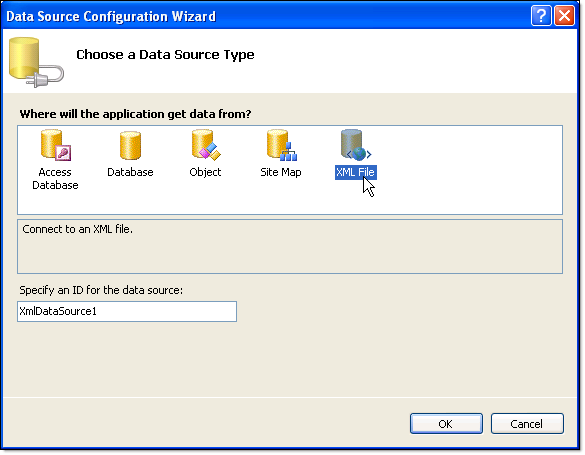 Data Source Configuration Wizard
Choose a Data Source Type
Where will the application get data from?
Access
Database
Database
Object
Site Map
XML File
Connect to an XML file.
Specify an ID for the data source:
XmlDataSource1
OK
Cancel